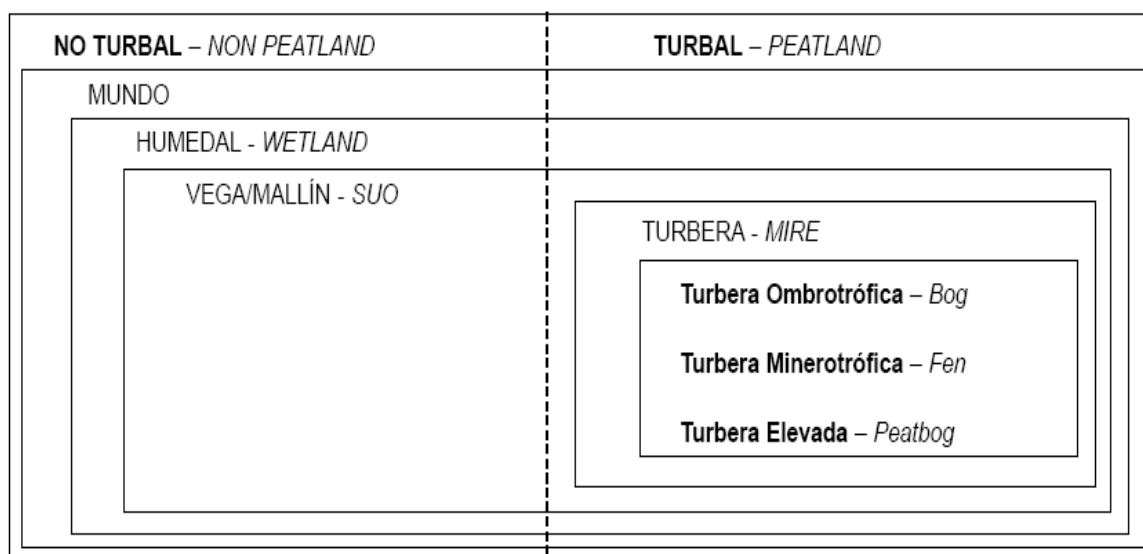 NO TURBAL – NON PEATLAND
TURBAL – PEATLAND
MUNDO
HUMEDAL - WETLAND
VEGA/MALLÍN - SUO
TURBERA - MIRE
Turbera Ombrotrófica – Bog
Turbera Minerotrófica – Fen
Turbera Elevada – Peatbog